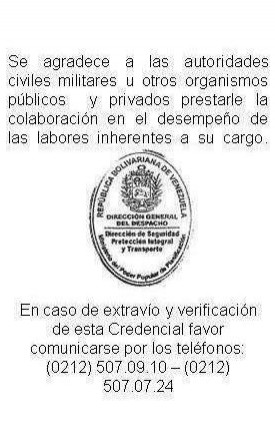 Se agradece a las autoridades
civiles militares u otros organismos
públicos y privados prestarle la
colaboración en el desempeño de
las labores inherentes a su cargo.
REPÚBLICA BOLIVARIANA DE VENEZUELA
DIRECCIÓN GENERAL
DEL DESPACHO
Dirección de Seguridad
Protección Integral
y Transporte
En caso de extravío y verificación
de esta Credencial favor
comunicarse por los teléfonos:
(0212) 507.09.10 – (0212)
507.07.24